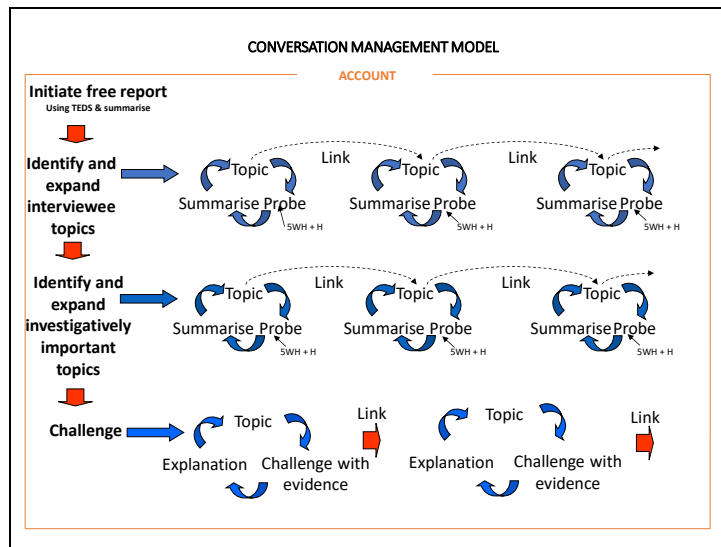 CONVERSATION MANAGEMENT MODEL
ACCOUNT
Initiate free report
Using TEDS & summarise
Identify and
expand
interviewee
topics
Topic
Summarise Probe
5WH + H
Link
Topic
Summarise Probe
5WH + H
Link
Topic
Summarise Probe
5WH + H
Identify and
expand
investigatively
important
topics
Topic
Summarise Probe
5WH + H
Link
Topic
Summarise Probe
5WH + H
Link
Topic
Summarise Probe
5WH + H
Challenge
Topic
Explanation
Challenge with
evidence
Link
Topic
Explanation
Challenge with
evidence
Link